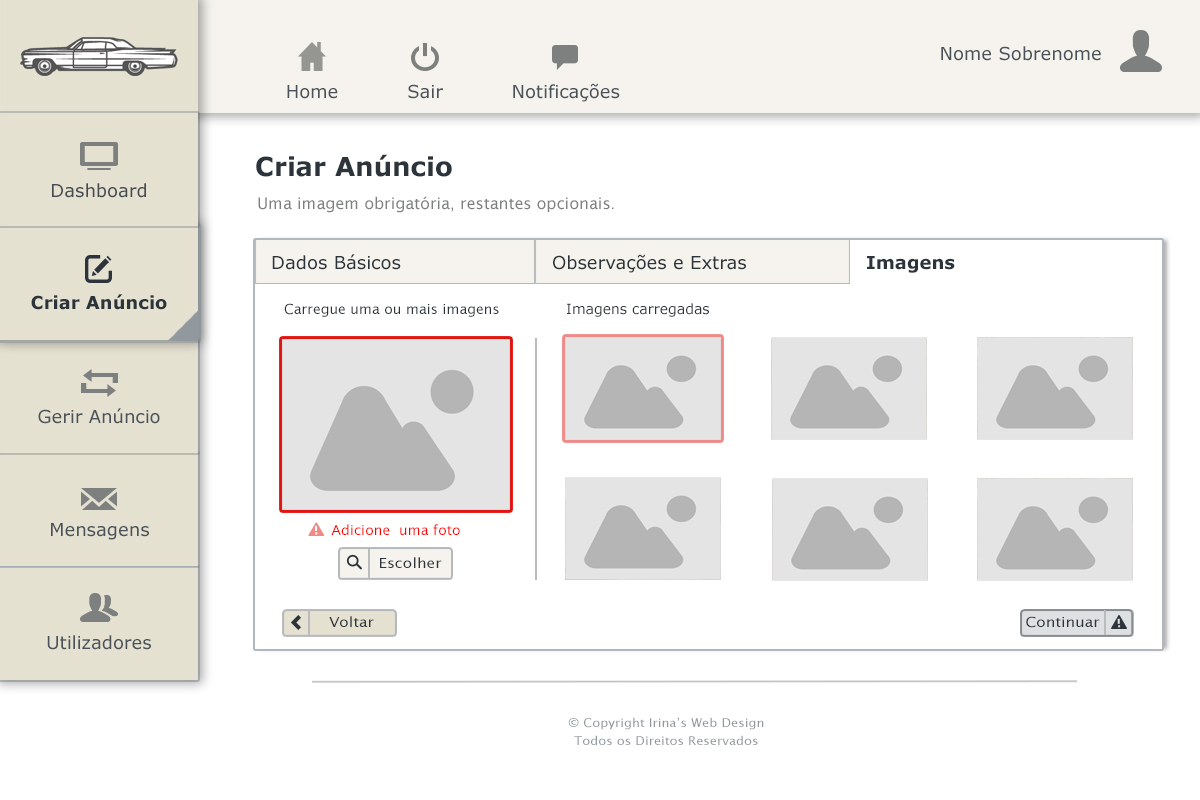 Home
Sair
Notificações
Nome Sobrenome
Dashboard
Criar Anúncio
Gerir Anúncio
Mensagens
Utilizadores
Criar Anúncio
Uma imagem obrigatória, restantes opcionais.
Dados Básicos
Observações e Extras
Imagens
Carregue uma ou mais imagens
Imagens carregadas
Adicione uma foto
Escolher
Voltar
Continuar
© Copyright Irina's Web Design
Todos os Direitos Reservados